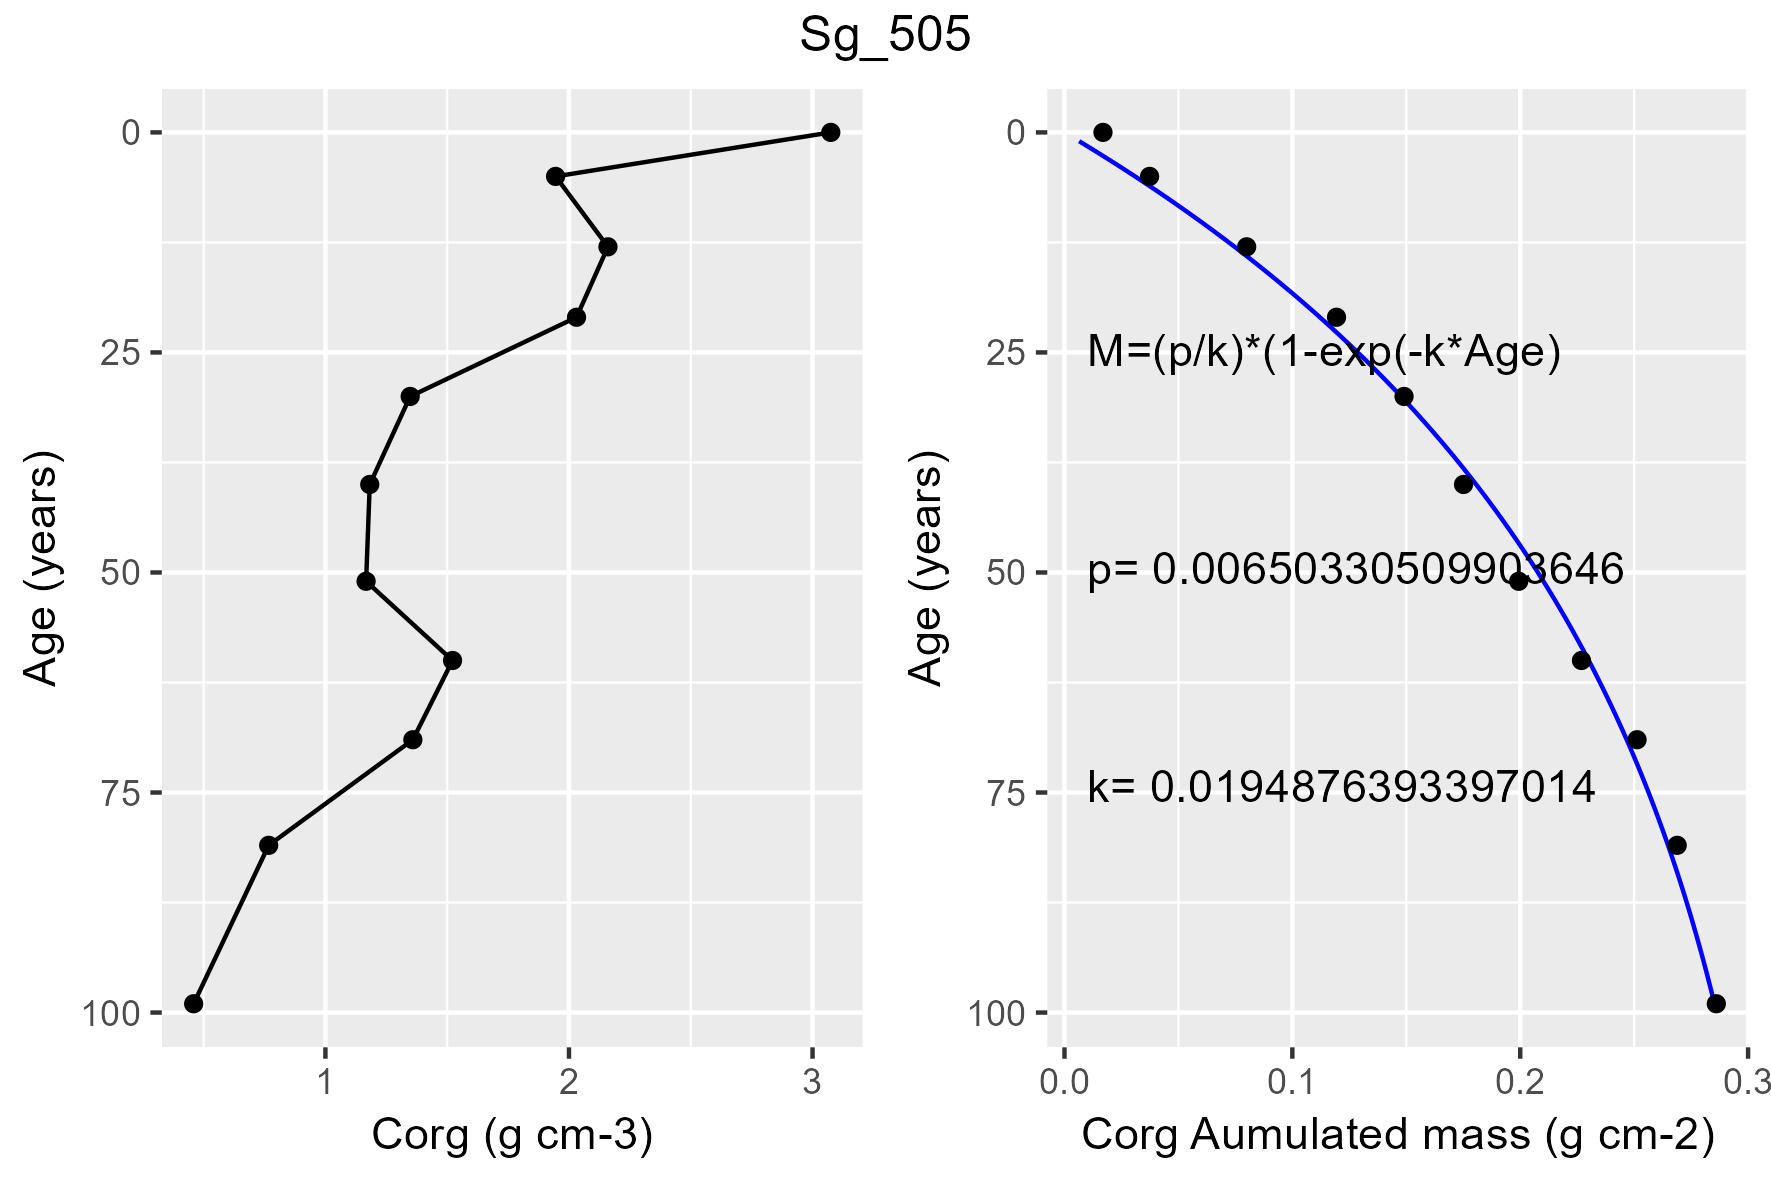 Sg_505
Age (years)
0
25
50
75
100
1
2
3
Corg (g cm-3)
Age (years)
0
25
50
75
100
M=(p/k)*(1-exp(-k*Age)
p= 0.00650330509903646
k= 0.0194876393397014
0.0
0.1
0.2
0.3
Corg Aumulated mass (g cm-2)